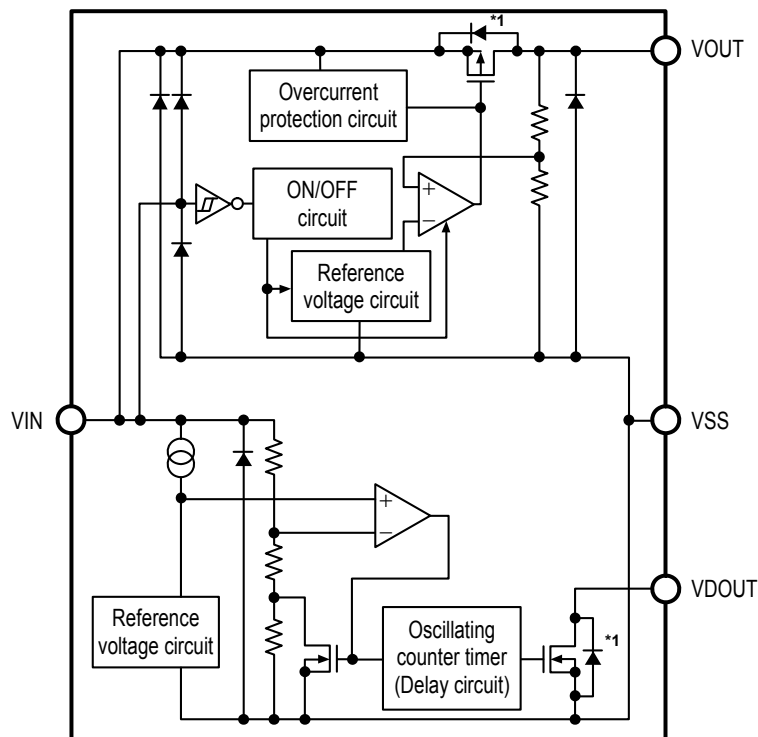 *1
VOUT
Overcurrent
protection circuit
ON/OFF
circuit
+
−
Reference
voltage circuit
VIN
VSS
+
−
VDOUT
Reference
voltage circuit
Oscillating
counter timer
(Delay circuit)
*1